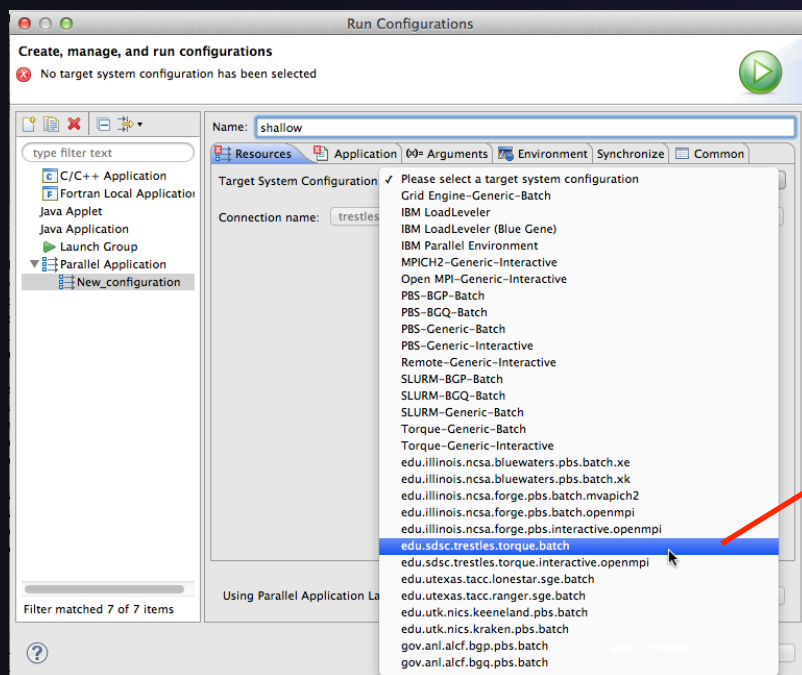 Run Configurations
Create, manage, and run configurations
No target system configuration has been selected
type filter text
C/C++ Application
Fortran Local Application
Java Applet
Java Application
Launch Group
Parallel Application
New_configuration
Filter matched 7 of 7 items
Name: shallow
Resources Application (x)= Arguments Environment Synchronize Common
Target System Configuration
Connection name: trestles
Using Parallel Application La
✓ Please select a target system configuration
Grid Engine-Generic-Batch
IBM LoadLeveler
IBM LoadLeveler (Blue Gene)
IBM Parallel Environment
MPICH2-Generic-Interactive
Open MPI-Generic-Interactive
PBS-BGP-Batch
PBS-BGQ-Batch
PBS-Generic-Batch
PBS-Generic-Interactive
Remote-Generic-Interactive
SLURM-BGP-Batch
SLURM-BGQ-Batch
SLURM-Generic-Batch
Torque-Generic-Batch
Torque-Generic-Interactive
edu.illinois.ncsa.bluewaters.pbs.batch.xe
edu.illinois.ncsa.bluewaters.pbs.batch.xk
edu.illinois.ncsa.forge.pbs.batch.mvapich2
edu.illinois.ncsa.forge.pbs.batch.openmpi
edu.illinois.ncsa.forge.pbs.interactive.openmpi
edu.sdsc.trestles.torque.batch
edu.sdsc.trestles.torque.interactive.openmpi
edu.utexas.tacc.lonestar.sge.batch
edu.utexas.tacc.ranger.sge.batch
edu.utk.nics.keeneland.pbs.batch
edu.utk.nics.kraken.pbs.batch
gov.anl.alcf.bgp.pbs.batch
gov.anl.alcf.bgq.pbs.batch